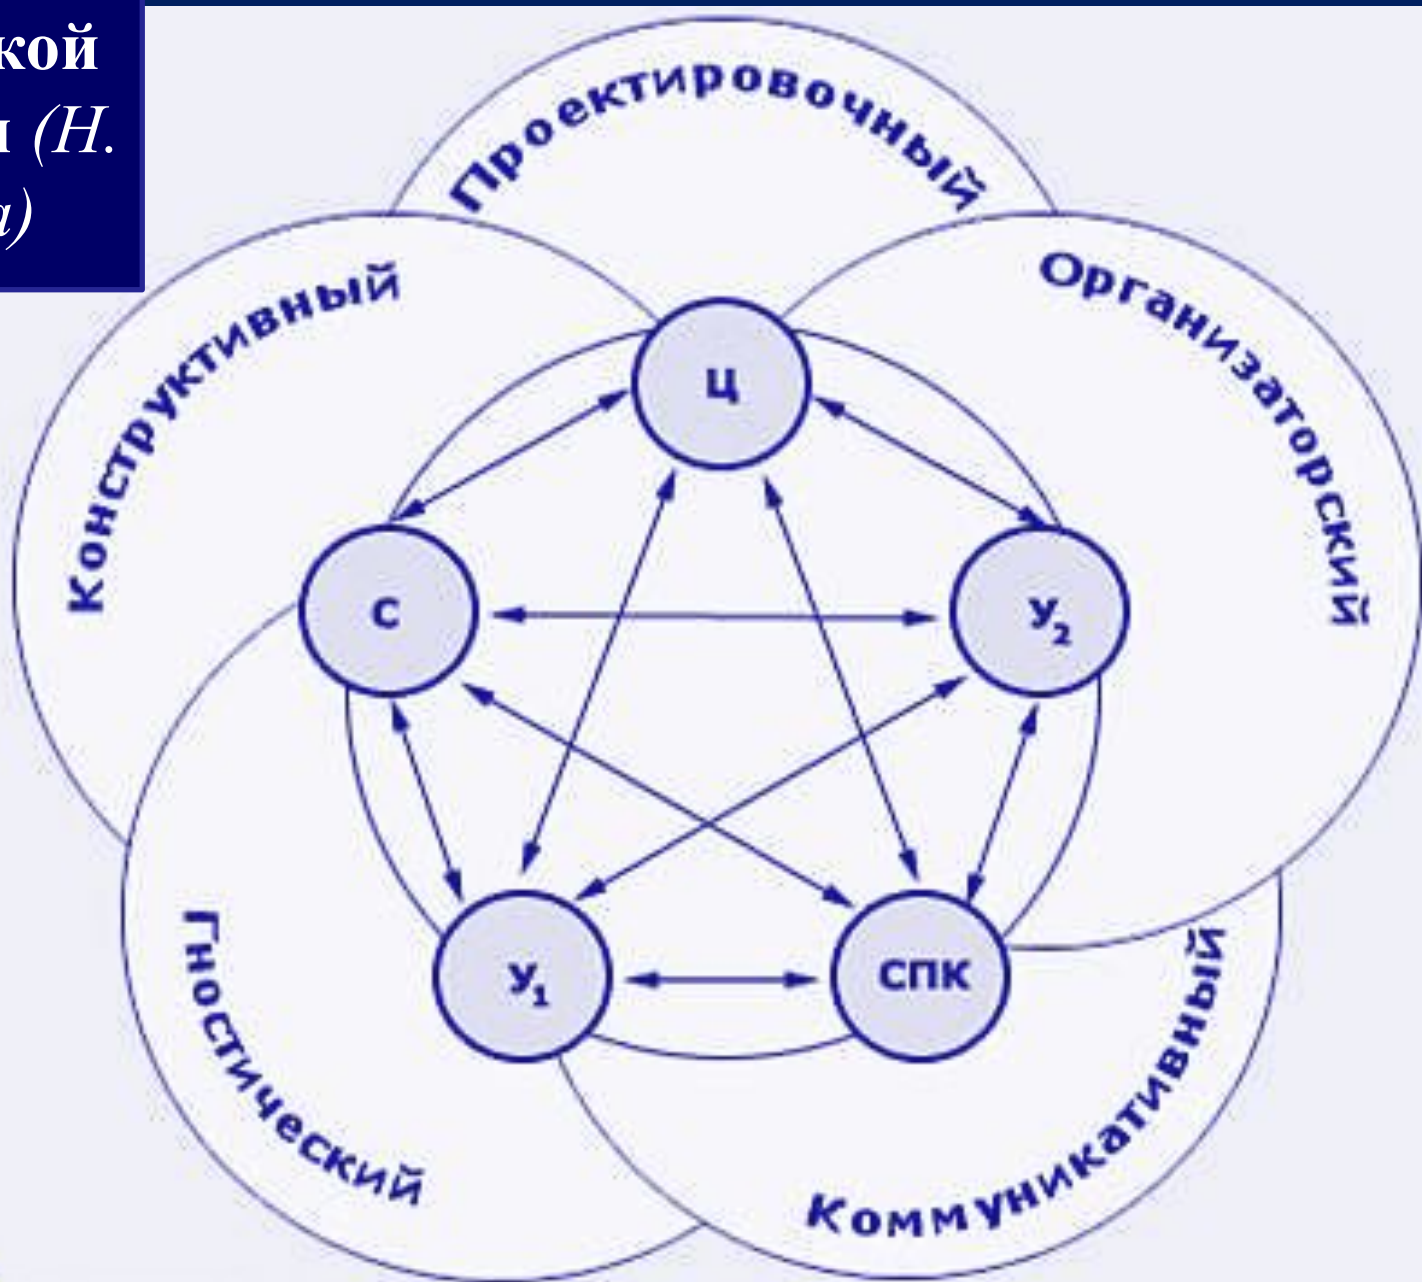 кой
(Н.
а)
Проектировочный
Конструктивный
Организаторский
Ц
С
У2
У1
СПК
Гностический
Коммуникативный